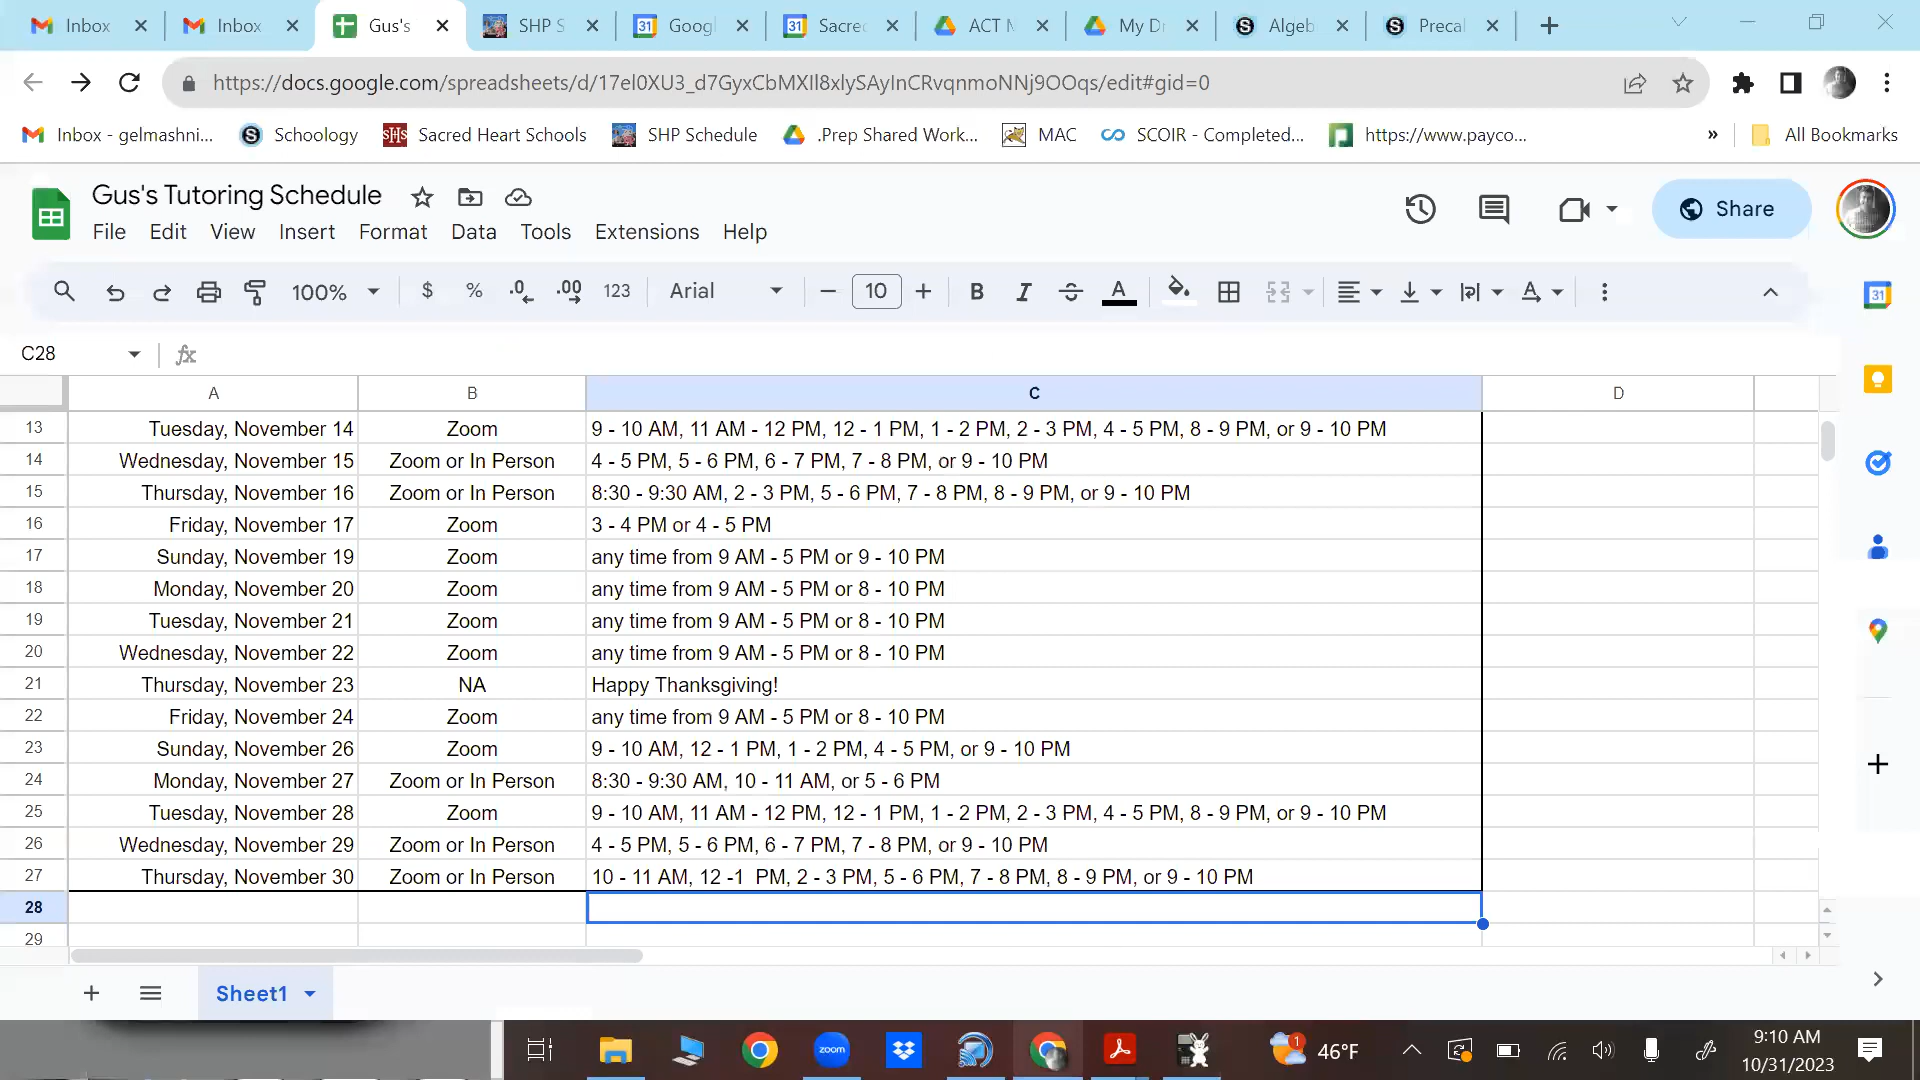 Inbox
Inbox
Gus's
SHP S
Googl
Sacre
ACT M
My Dr
Algeb
Precal
https://docs.google.com/spreadsheets/d/17el0XU3_d7GyxCbMXIl8xlySAyInCRvqnmoNNj9OOqs/edit#gid=0
Inbox - gelmashni...
Schoology
Sacred Heart Schools
SHP Schedule
.Prep Shared Work...
MAC
SCOIR - Completed...
https://www.payco...
»
All Bookmarks
Gus's Tutoring Schedule
File Edit View Insert Format Data Tools Extensions Help
Share
100% $ % .0 .00 123 Arial 10 B I A
C28 fx
A B C D
13 Tuesday, November 14 Zoom 9 - 10 AM, 11 AM - 12 PM, 12 - 1 PM, 1 - 2 PM, 2 - 3 PM, 4 - 5 PM, 8 - 9 PM, or 9 - 10 PM
14 Wednesday, November 15 Zoom or In Person 4 - 5 PM, 5 - 6 PM, 6 - 7 PM, 7 - 8 PM, or 9 - 10 PM
15 Thursday, November 16 Zoom or In Person 8:30 - 9:30 AM, 2 - 3 PM, 5 - 6 PM, 7 - 8 PM, 8 - 9 PM, or 9 - 10 PM
16 Friday, November 17 Zoom 3 - 4 PM or 4 - 5 PM
17 Sunday, November 19 Zoom any time from 9 AM - 5 PM or 9 - 10 PM
18 Monday, November 20 Zoom any time from 9 AM - 5 PM or 8 - 10 PM
19 Tuesday, November 21 Zoom any time from 9 AM - 5 PM or 8 - 10 PM
20 Wednesday, November 22 Zoom any time from 9 AM - 5 PM or 8 - 10 PM
21 Thursday, November 23 NA Happy Thanksgiving!
22 Friday, November 24 Zoom any time from 9 AM - 5 PM or 8 - 10 PM
23 Sunday, November 26 Zoom 9 - 10 AM, 12 - 1 PM, 1 - 2 PM, 4 - 5 PM, or 9 - 10 PM
24 Monday, November 27 Zoom or In Person 8:30 - 9:30 AM, 10 - 11 AM, or 5 - 6 PM
25 Tuesday, November 28 Zoom 9 - 10 AM, 11 AM - 12 PM, 12 - 1 PM, 1 - 2 PM, 2 - 3 PM, 4 - 5 PM, 8 - 9 PM, or 9 - 10 PM
26 Wednesday, November 29 Zoom or In Person 4 - 5 PM, 5 - 6 PM, 6 - 7 PM, 7 - 8 PM, or 9 - 10 PM
27 Thursday, November 30 Zoom or In Person 10 - 11 AM, 12 -1  PM, 2 - 3 PM, 5 - 6 PM, 7 - 8 PM, 8 - 9 PM, or 9 - 10 PM
28
29
Sheet1
zoom
1
46°F
9:10 AM
10/31/2023